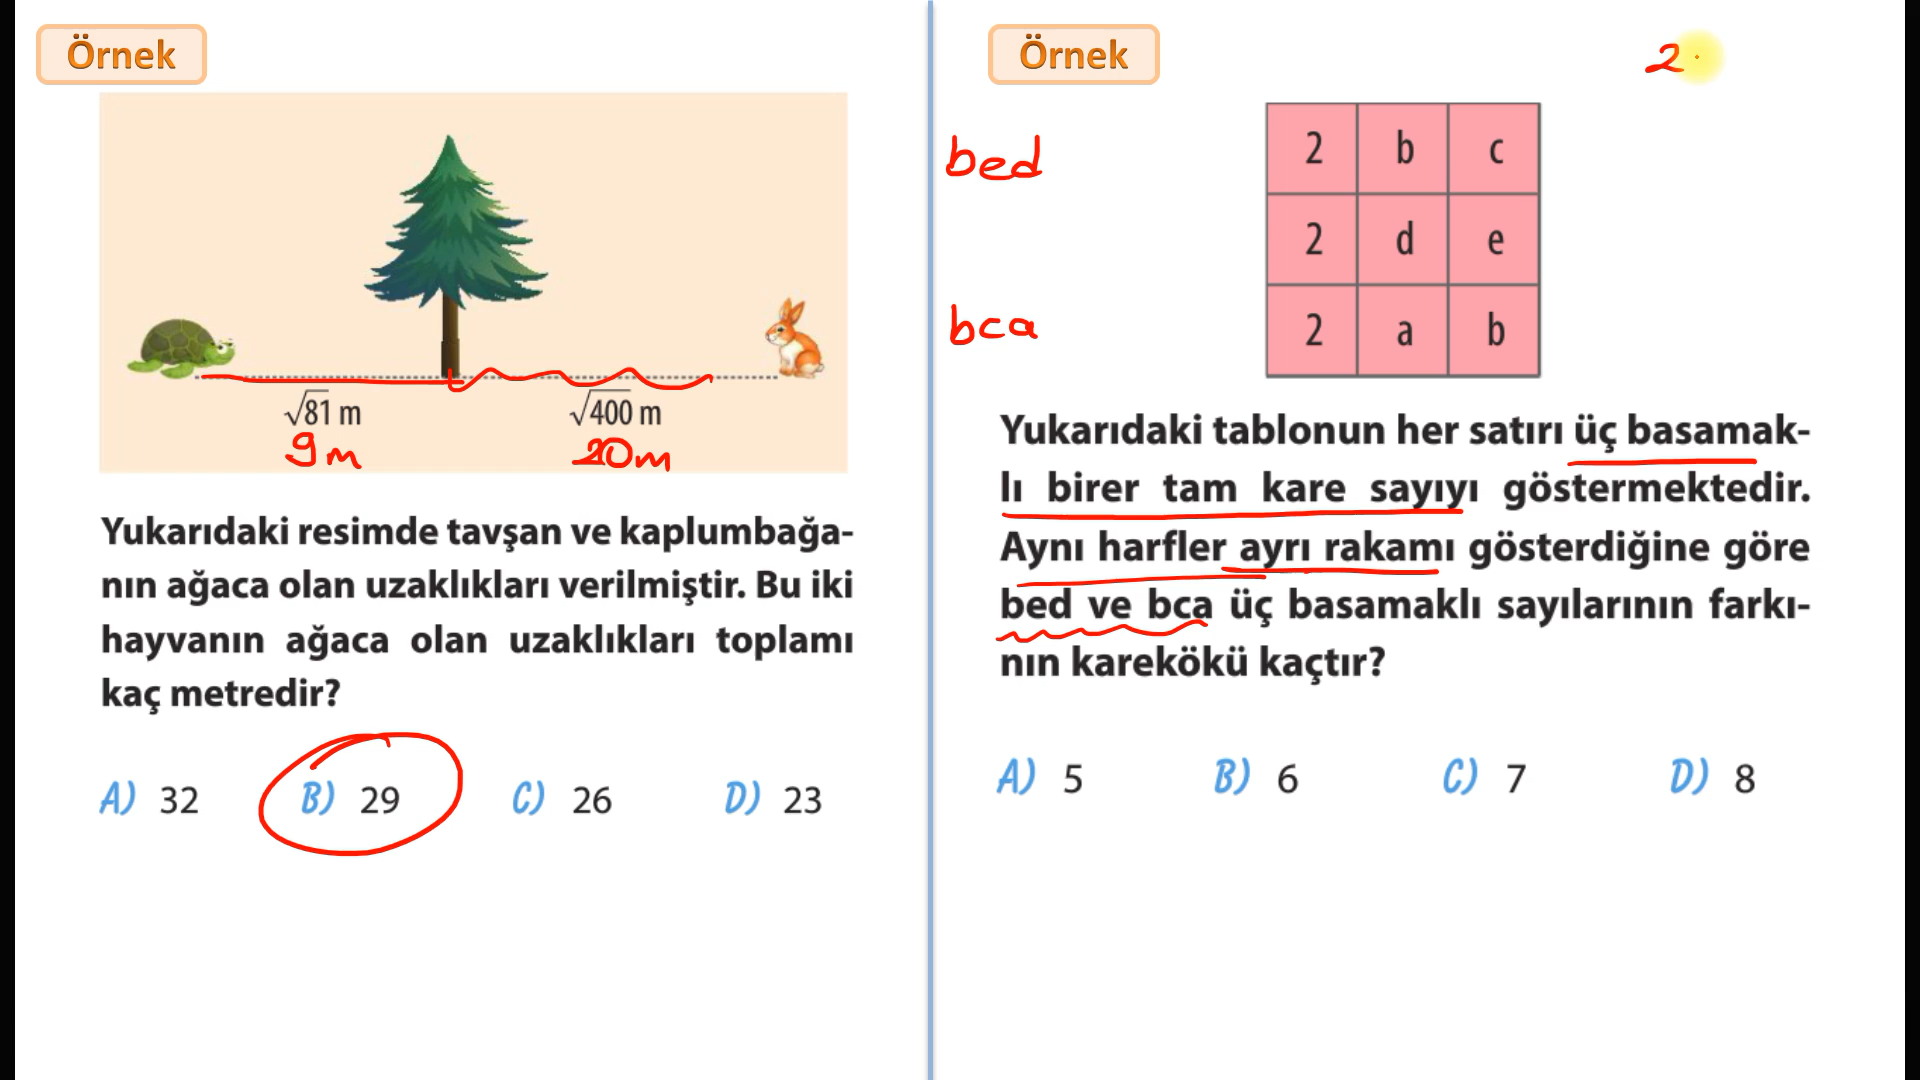 Örnek
√81 m
√400 m
9m
20m
Yukarıdaki resimde tavşan ve kaplumbağa-
nın ağaca olan uzaklıkları verilmiştir. Bu iki
hayvanın ağaca olan uzaklıkları toplamı
kaç metredir?
A) 32 B) 29 C) 26 D) 23
Örnek
2
bed
bca
2 b c
2 d e
2 a b
Yukarıdaki tablonun her satırı üç basamak-
lı birer tam kare sayıyı göstermektedir.
Aynı harfler ayrı rakamı gösterdiğine göre
bed ve bca üç basamaklı sayılarının farkı-
nın karekökü kaçtır?
A) 5 B) 6 C) 7 D) 8